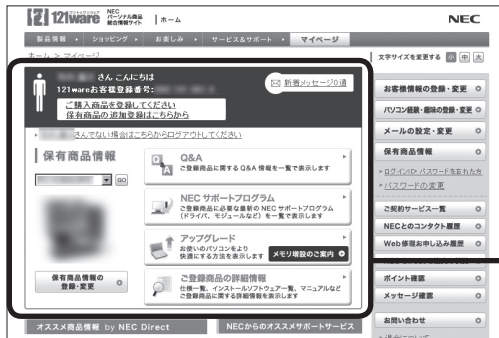 121ware NEC パーソナル商品 総合情報サイト ホーム NEC
製品情報 ショッピング お楽しみ サービス&サポート マイページ
ホーム > マイページ
文字サイズを変更する 小 中 大
さん こんにちは
121wareお客様登録番号:
新着メッセージ0通
ご購入商品を登録してください
保有商品の追加登録はこちらから
さんでない場合はこちらからログアウトしてください
保有商品情報
GO
保有商品情報の
登録・変更
Q&A
ご登録商品に関するQ&A情報を一覧で表示します
NEC サポートプログラム
ご登録商品に必要な最新の NEC サポートプログラム
(ドライバ、モジュールなど)を一覧で表示します
アップグレード
お使いのパソコンをより
快適にする方法を表示します
メモリ増設のご案内
ご登録商品の詳細情報
仕様一覧、インストールソフトウェア一覧、マニュアルなど
ご登録商品に関する詳細情報を表示します
オススメ商品情報 by NEC Direct
NECからのオススメサポートサービス
お客様情報の登録・変更
パソコン経験・趣味の登録・変更
メールの設定・変更
保有商品情報
ログインID・パスワードを忘れた方
パスワードの変更
ご契約サービス一覧
NECとのコンタクト履歴
Web修理お申し込み履歴
ポイント確認
メッセージ確認
お問い合わせ